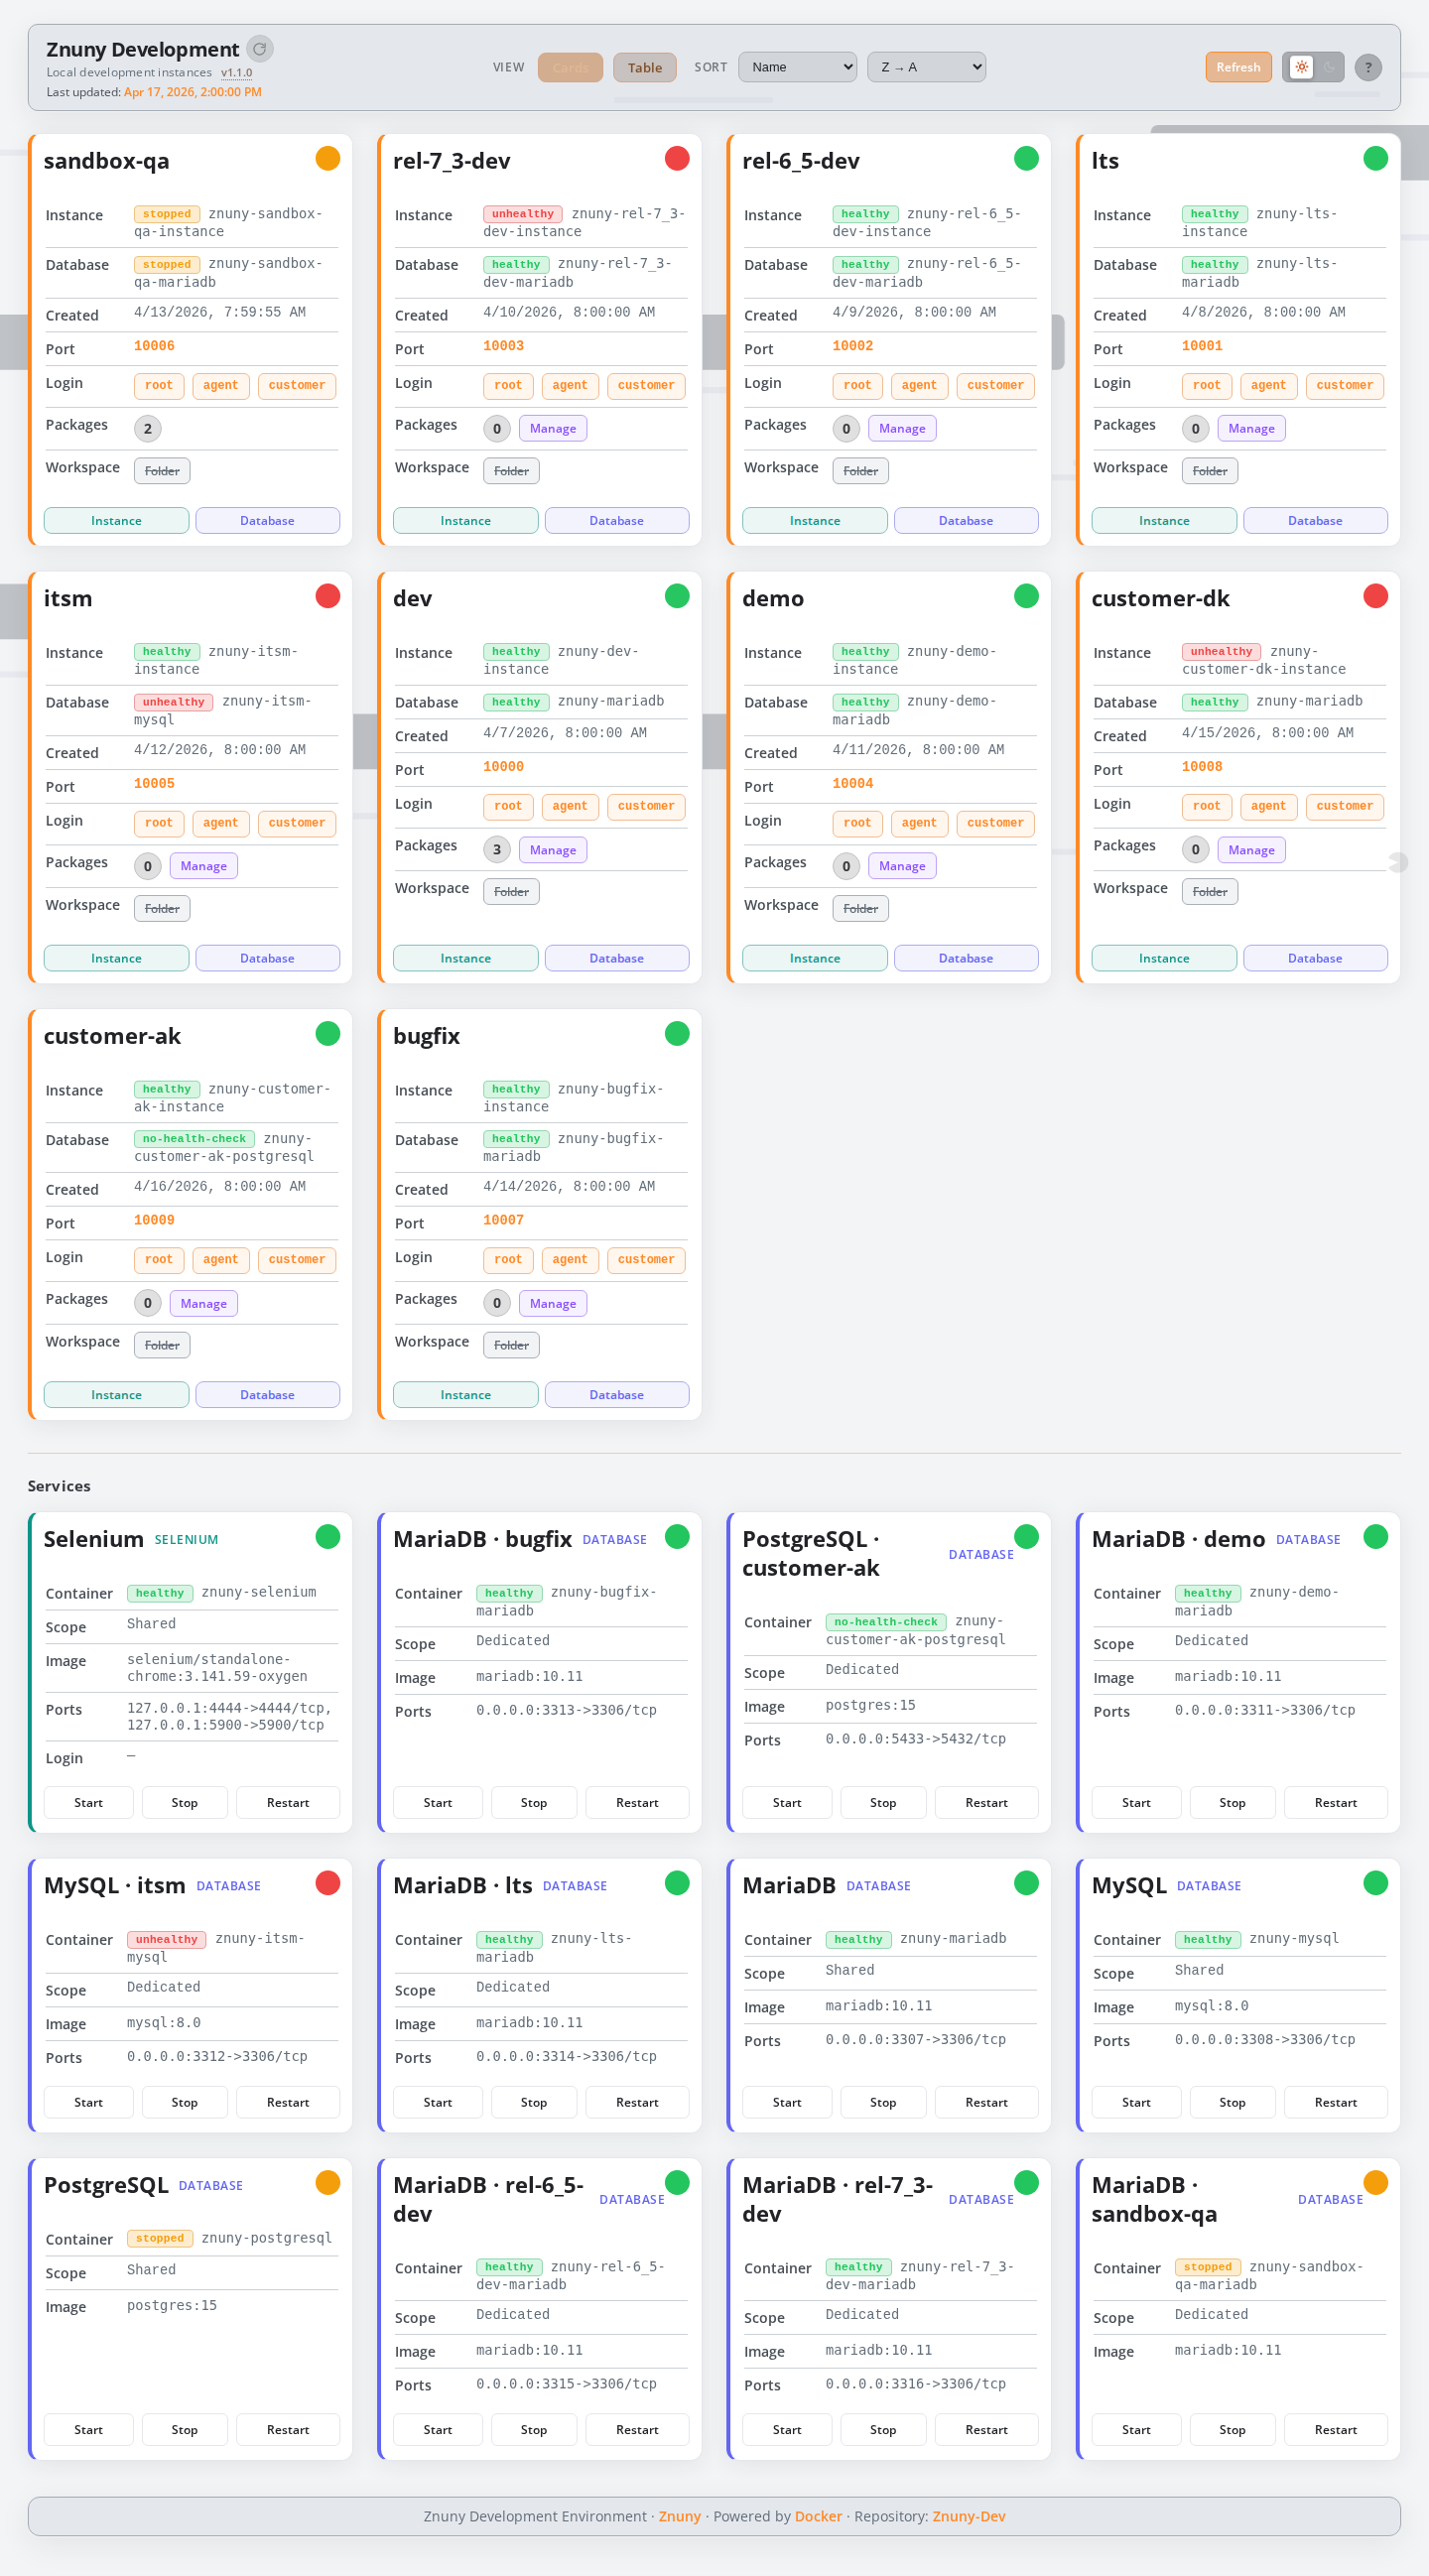 Znuny Development
Local development instances v1.1.0
Last updated: Apr 17, 2026, 2:00:00 PM
VIEW Cards Table SORT Name Z → A
Refresh ?
sandbox-qa
Instance stopped znuny-sandbox-
qa-instance
Database stopped znuny-sandbox-
qa-mariadb
Created 4/13/2026, 7:59:55 AM
Port 10006
Login root agent customer
Packages 2
Workspace Folder
Instance Database
rel-7_3-dev
Instance unhealthy znuny-rel-7_3-
dev-instance
Database healthy znuny-rel-7_3-
dev-mariadb
Created 4/10/2026, 8:00:00 AM
Port 10003
Login root agent customer
Packages 0 Manage
Workspace Folder
Instance Database
rel-6_5-dev
Instance healthy znuny-rel-6_5-
dev-instance
Database healthy znuny-rel-6_5-
dev-mariadb
Created 4/9/2026, 8:00:00 AM
Port 10002
Login root agent customer
Packages 0 Manage
Workspace Folder
Instance Database
lts
Instance healthy znuny-lts-
instance
Database healthy znuny-lts-
mariadb
Created 4/8/2026, 8:00:00 AM
Port 10001
Login root agent customer
Packages 0 Manage
Workspace Folder
Instance Database
itsm
Instance healthy znuny-itsm-
instance
Database unhealthy znuny-itsm-
mysql
Created 4/12/2026, 8:00:00 AM
Port 10005
Login root agent customer
Packages 0 Manage
Workspace Folder
Instance Database
dev
Instance healthy znuny-dev-
instance
Database healthy znuny-mariadb
Created 4/7/2026, 8:00:00 AM
Port 10000
Login root agent customer
Packages 3 Manage
Workspace Folder
Instance Database
demo
Instance healthy znuny-demo-
instance
Database healthy znuny-demo-
mariadb
Created 4/11/2026, 8:00:00 AM
Port 10004
Login root agent customer
Packages 0 Manage
Workspace Folder
Instance Database
customer-dk
Instance unhealthy znuny-
customer-dk-instance
Database healthy znuny-mariadb
Created 4/15/2026, 8:00:00 AM
Port 10008
Login root agent customer
Packages 0 Manage
Workspace Folder
Instance Database
customer-ak
Instance healthy znuny-customer-
ak-instance
Database no-health-check znuny-
customer-ak-postgresql
Created 4/16/2026, 8:00:00 AM
Port 10009
Login root agent customer
Packages 0 Manage
Workspace Folder
Instance Database
bugfix
Instance healthy znuny-bugfix-
instance
Database healthy znuny-bugfix-
mariadb
Created 4/14/2026, 8:00:00 AM
Port 10007
Login root agent customer
Packages 0 Manage
Workspace Folder
Instance Database
Services
Selenium SELENIUM
Container healthy znuny-selenium
Scope Shared
Image selenium/standalone-
chrome:3.141.59-oxygen
Ports 127.0.0.1:4444->4444/tcp,
127.0.0.1:5900->5900/tcp
Login —
Start Stop Restart
MariaDB · bugfix DATABASE
Container healthy znuny-bugfix-
mariadb
Scope Dedicated
Image mariadb:10.11
Ports 0.0.0.0:3313->3306/tcp
Start Stop Restart
PostgreSQL ·
customer-ak DATABASE
Container no-health-check znuny-
customer-ak-postgresql
Scope Dedicated
Image postgres:15
Ports 0.0.0.0:5433->5432/tcp
Start Stop Restart
MariaDB · demo DATABASE
Container healthy znuny-demo-
mariadb
Scope Dedicated
Image mariadb:10.11
Ports 0.0.0.0:3311->3306/tcp
Start Stop Restart
MySQL · itsm DATABASE
Container unhealthy znuny-itsm-
mysql
Scope Dedicated
Image mysql:8.0
Ports 0.0.0.0:3312->3306/tcp
Start Stop Restart
MariaDB · lts DATABASE
Container healthy znuny-lts-
mariadb
Scope Dedicated
Image mariadb:10.11
Ports 0.0.0.0:3314->3306/tcp
Start Stop Restart
MariaDB DATABASE
Container healthy znuny-mariadb
Scope Shared
Image mariadb:10.11
Ports 0.0.0.0:3307->3306/tcp
Start Stop Restart
MySQL DATABASE
Container healthy znuny-mysql
Scope Shared
Image mysql:8.0
Ports 0.0.0.0:3308->3306/tcp
Start Stop Restart
PostgreSQL DATABASE
Container stopped znuny-postgresql
Scope Shared
Image postgres:15
Start Stop Restart
MariaDB · rel-6_5-
dev DATABASE
Container healthy znuny-rel-6_5-
dev-mariadb
Scope Dedicated
Image mariadb:10.11
Ports 0.0.0.0:3315->3306/tcp
Start Stop Restart
MariaDB · rel-7_3-
dev DATABASE
Container healthy znuny-rel-7_3-
dev-mariadb
Scope Dedicated
Image mariadb:10.11
Ports 0.0.0.0:3316->3306/tcp
Start Stop Restart
MariaDB ·
sandbox-qa DATABASE
Container stopped znuny-sandbox-
qa-mariadb
Scope Dedicated
Image mariadb:10.11
Start Stop Restart
Znuny Development Environment · Znuny · Powered by Docker · Repository: Znuny-Dev